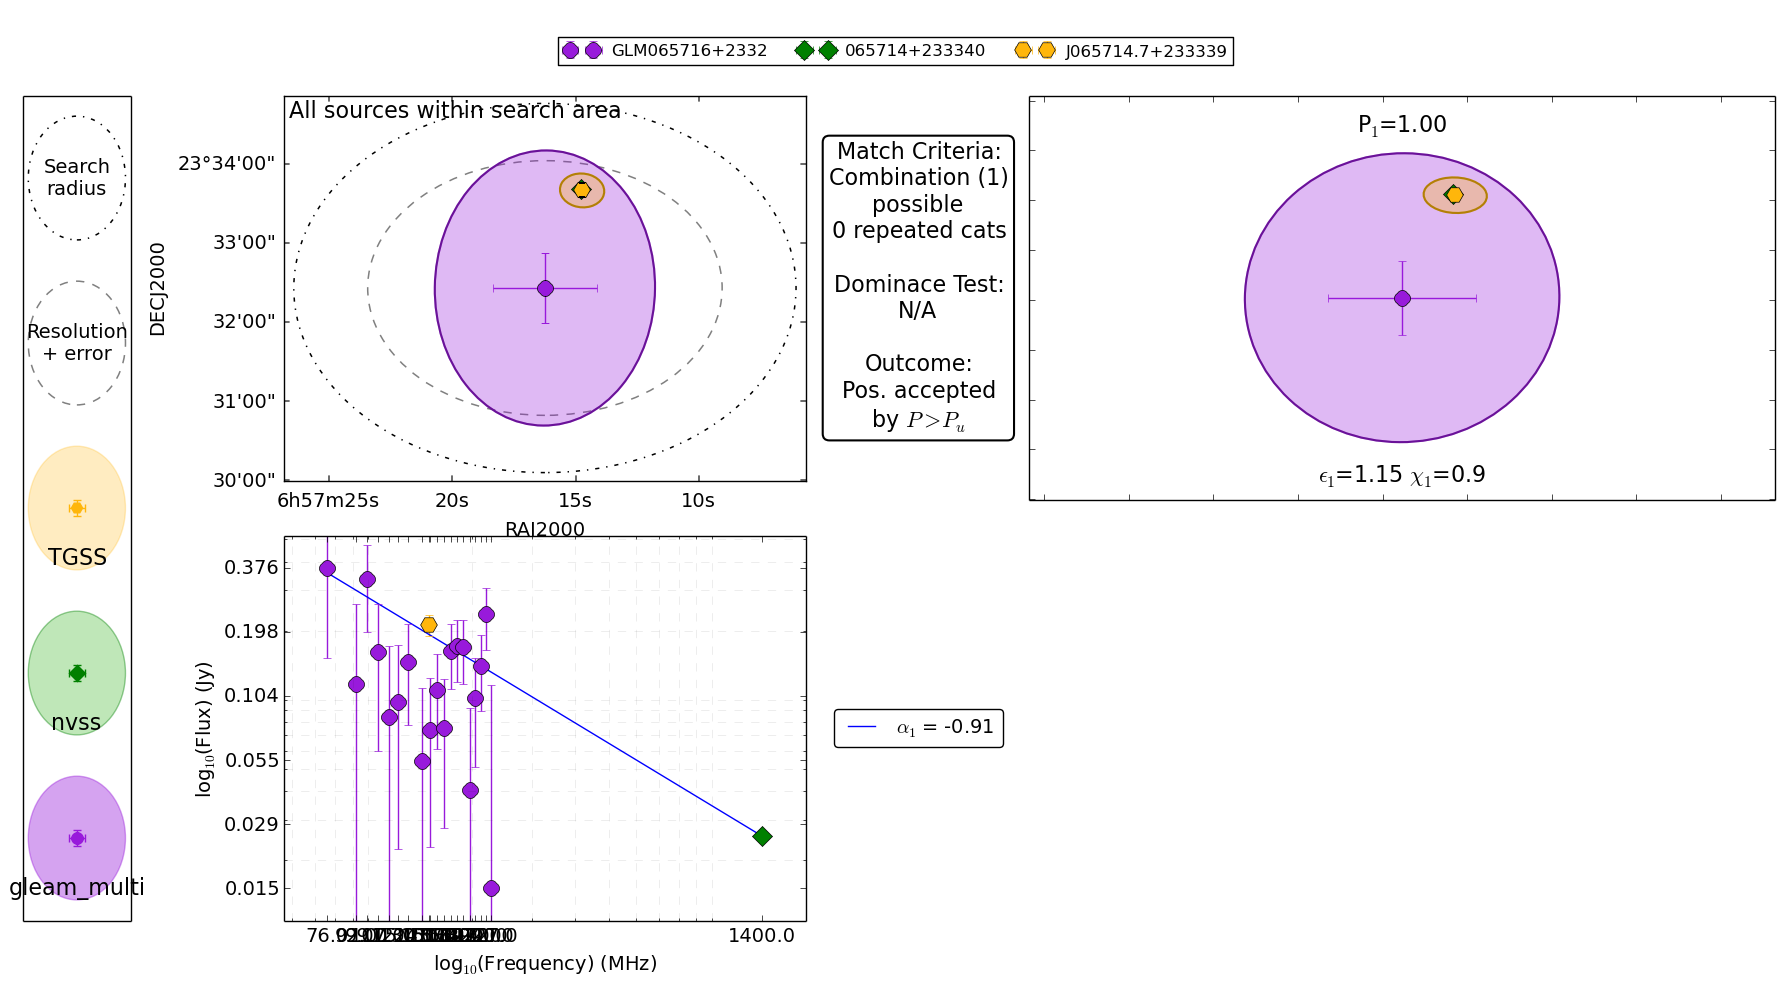 GLM065716+2332 065714+233340 J065714.7+233339
Search
radius
Resolution
+ error
TGSS
nvss
gleam_multi
All sources within search area
DECJ2000
23°34'00"
33'00"
32'00"
31'00"
30'00"
6h57m25s 20s 15s 10s
RAJ2000
Match Criteria:
Combination (1)
possible
0 repeated cats
Dominace Test:
N/A
Outcome:
Pos. accepted
by P>Pu
P1=1.00
ϵ1=1.15 χ1=0.9
log10(Flux) (Jy)
0.376
0.198
0.104
0.055
0.029
0.015
1400.0
log10(Frequency) (MHz)
α1 = -0.91